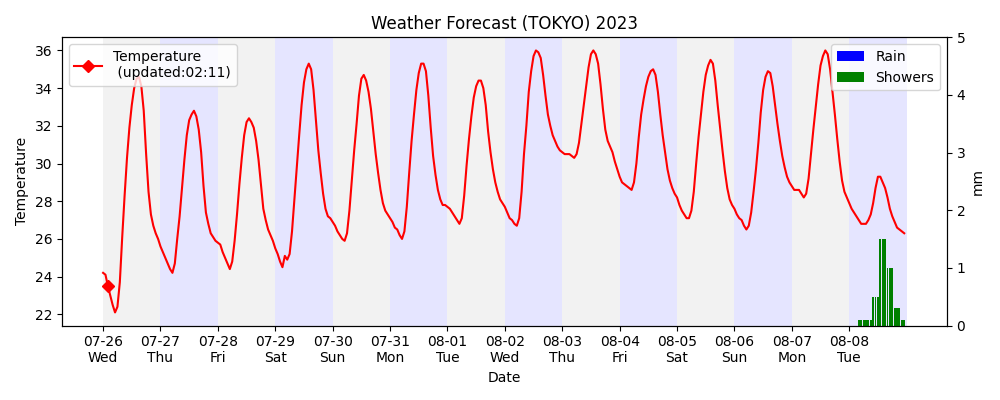 Weather Forecast (TOKYO) 2023
Temperature
(updated:02:11)
Rain
Showers
Temperature
36
34
32
30
28
26
24
22
5
4
3
2
1
0
mm
07-26 07-27 07-28 07-29 07-30 07-31 08-01 08-02 08-03 08-04 08-05 08-06 08-07 08-08
Wed Thu Fri Sat Sun Mon Tue Wed Thu Fri Sat Sun Mon Tue
Date